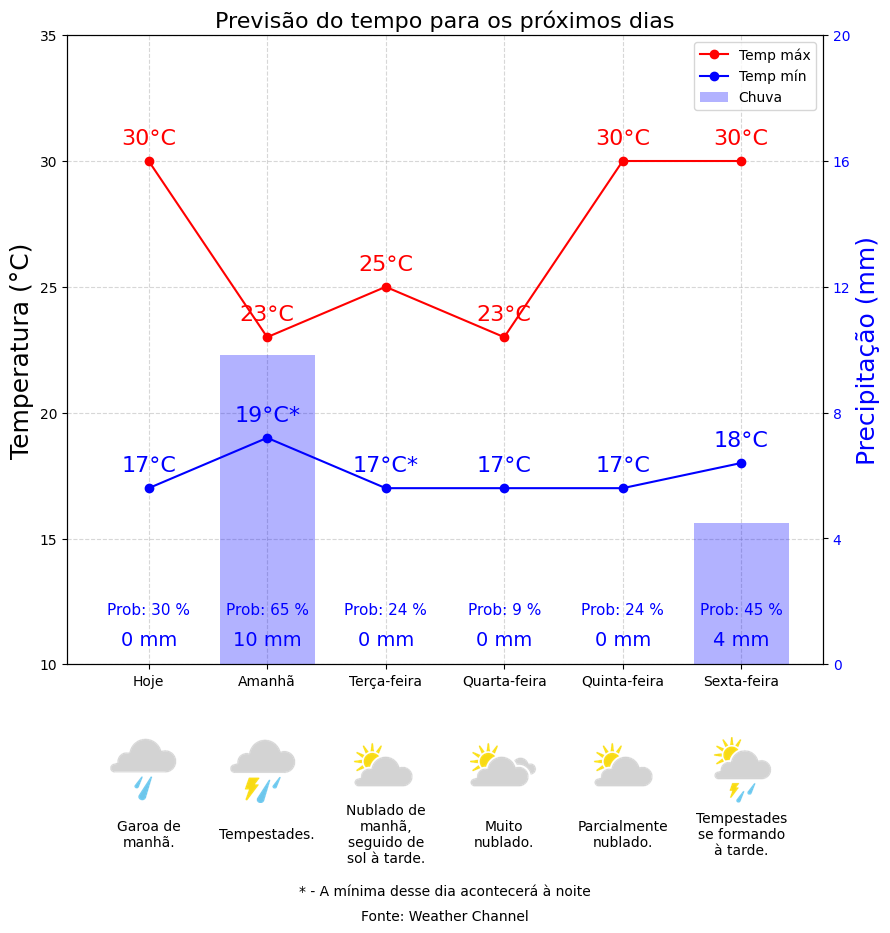 Previsão do tempo para os próximos dias
Temperatura (°C)
35
30
25
20
15
10
Precipitação (mm)
20
16
12
8
4
0
Temp máx
Temp mín
Chuva
30°C
23°C
25°C
23°C
30°C
30°C
17°C
19°C*
17°C*
17°C
17°C
18°C
Prob: 30 %
Prob: 65 %
Prob: 24 %
Prob: 9 %
Prob: 24 %
Prob: 45 %
0 mm
10 mm
0 mm
0 mm
0 mm
4 mm
Hoje
Amanhã
Terça-feira
Quarta-feira
Quinta-feira
Sexta-feira
Garoa de
manhã.
Tempestades.
Nublado de
manhã,
seguido de
sol à tarde.
Muito
nublado.
Parcialmente
nublado.
Tempestades
se formando
à tarde.
* - A mínima desse dia acontecerá à noite
Fonte: Weather Channel